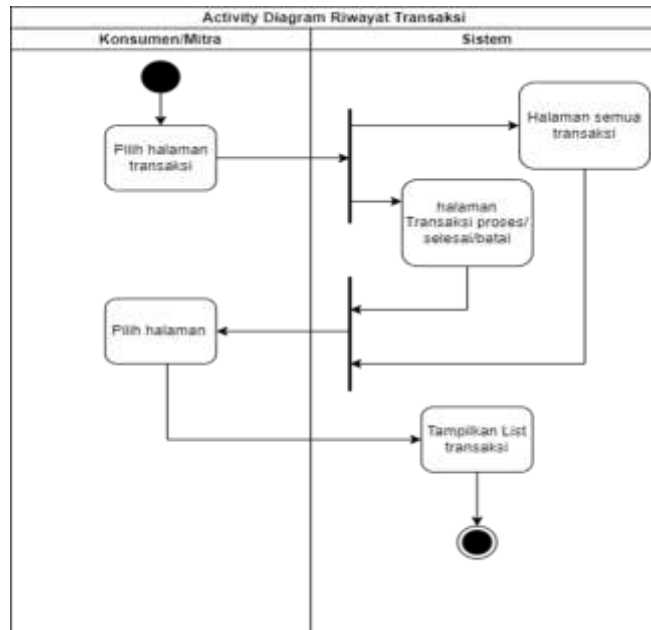 Activity Diagram Riwayat Transaksi
Konsumen/Mitra
Sistem
Pilih halaman
transaksi
Halaman semua
transaksi
halaman
Transaksi proses/
selesai/batal
Pilih halaman
Tampilkan List
transaksi